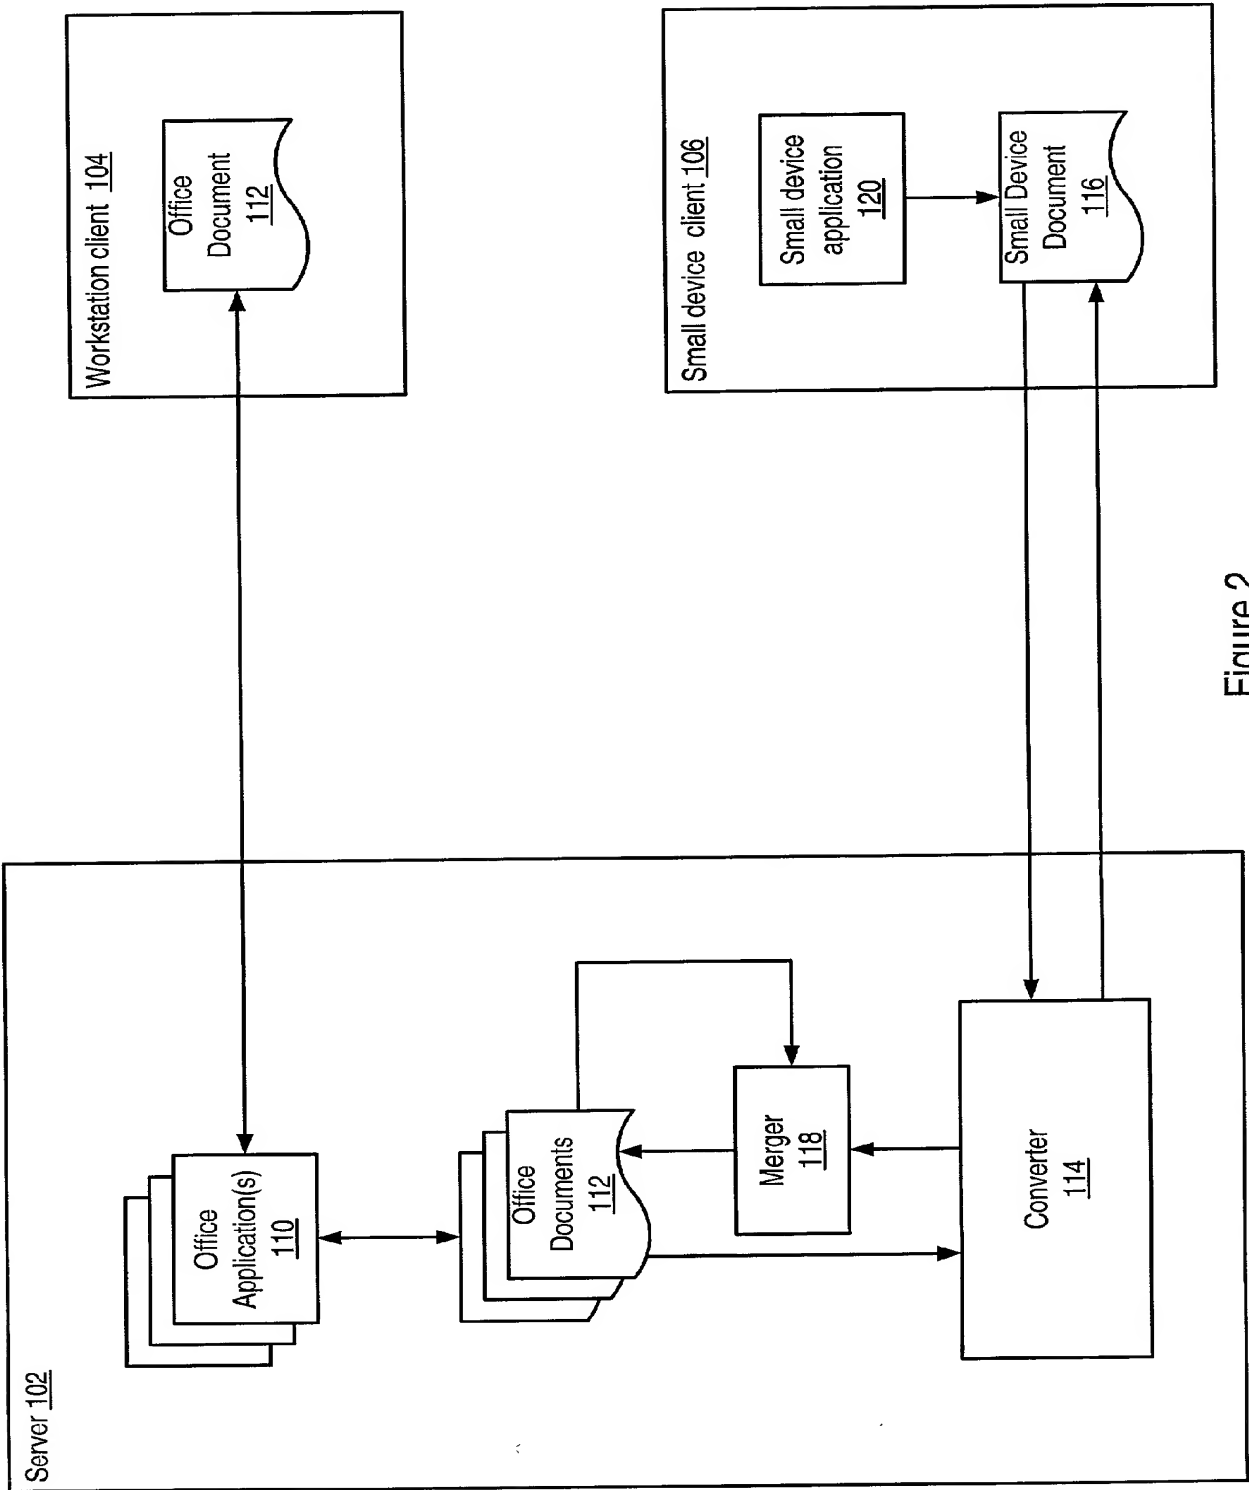 Server 102
Office
Application(s)
110
Office
Documents
112
Merger
118
Converter
114
Workstation client 104
Office
Document
112
Small device client 106
Small device
application
120
Small Device
Document
116
Figure 2